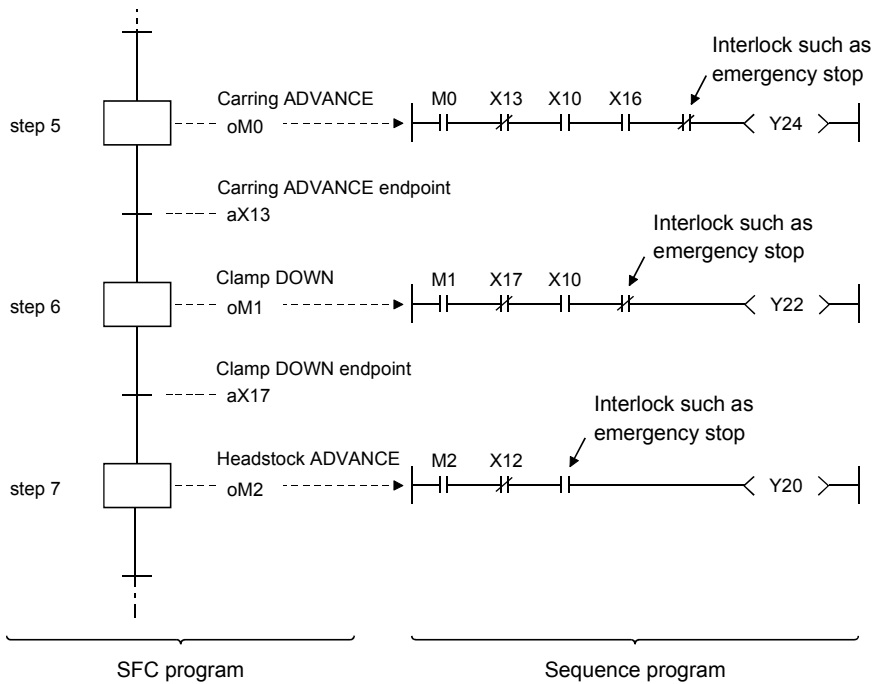 Interlock such as
emergency stop
Carring ADVANCE
M0 X13 X10 X16
step 5
oM0
Y24
Carring ADVANCE endpoint
aX13
Interlock such as
emergency stop
Clamp DOWN
M1 X17 X10
step 6
oM1
Y22
Clamp DOWN endpoint
aX17
Interlock such as
emergency stop
Headstock ADVANCE
M2 X12
step 7
oM2
Y20
SFC program
Sequence program